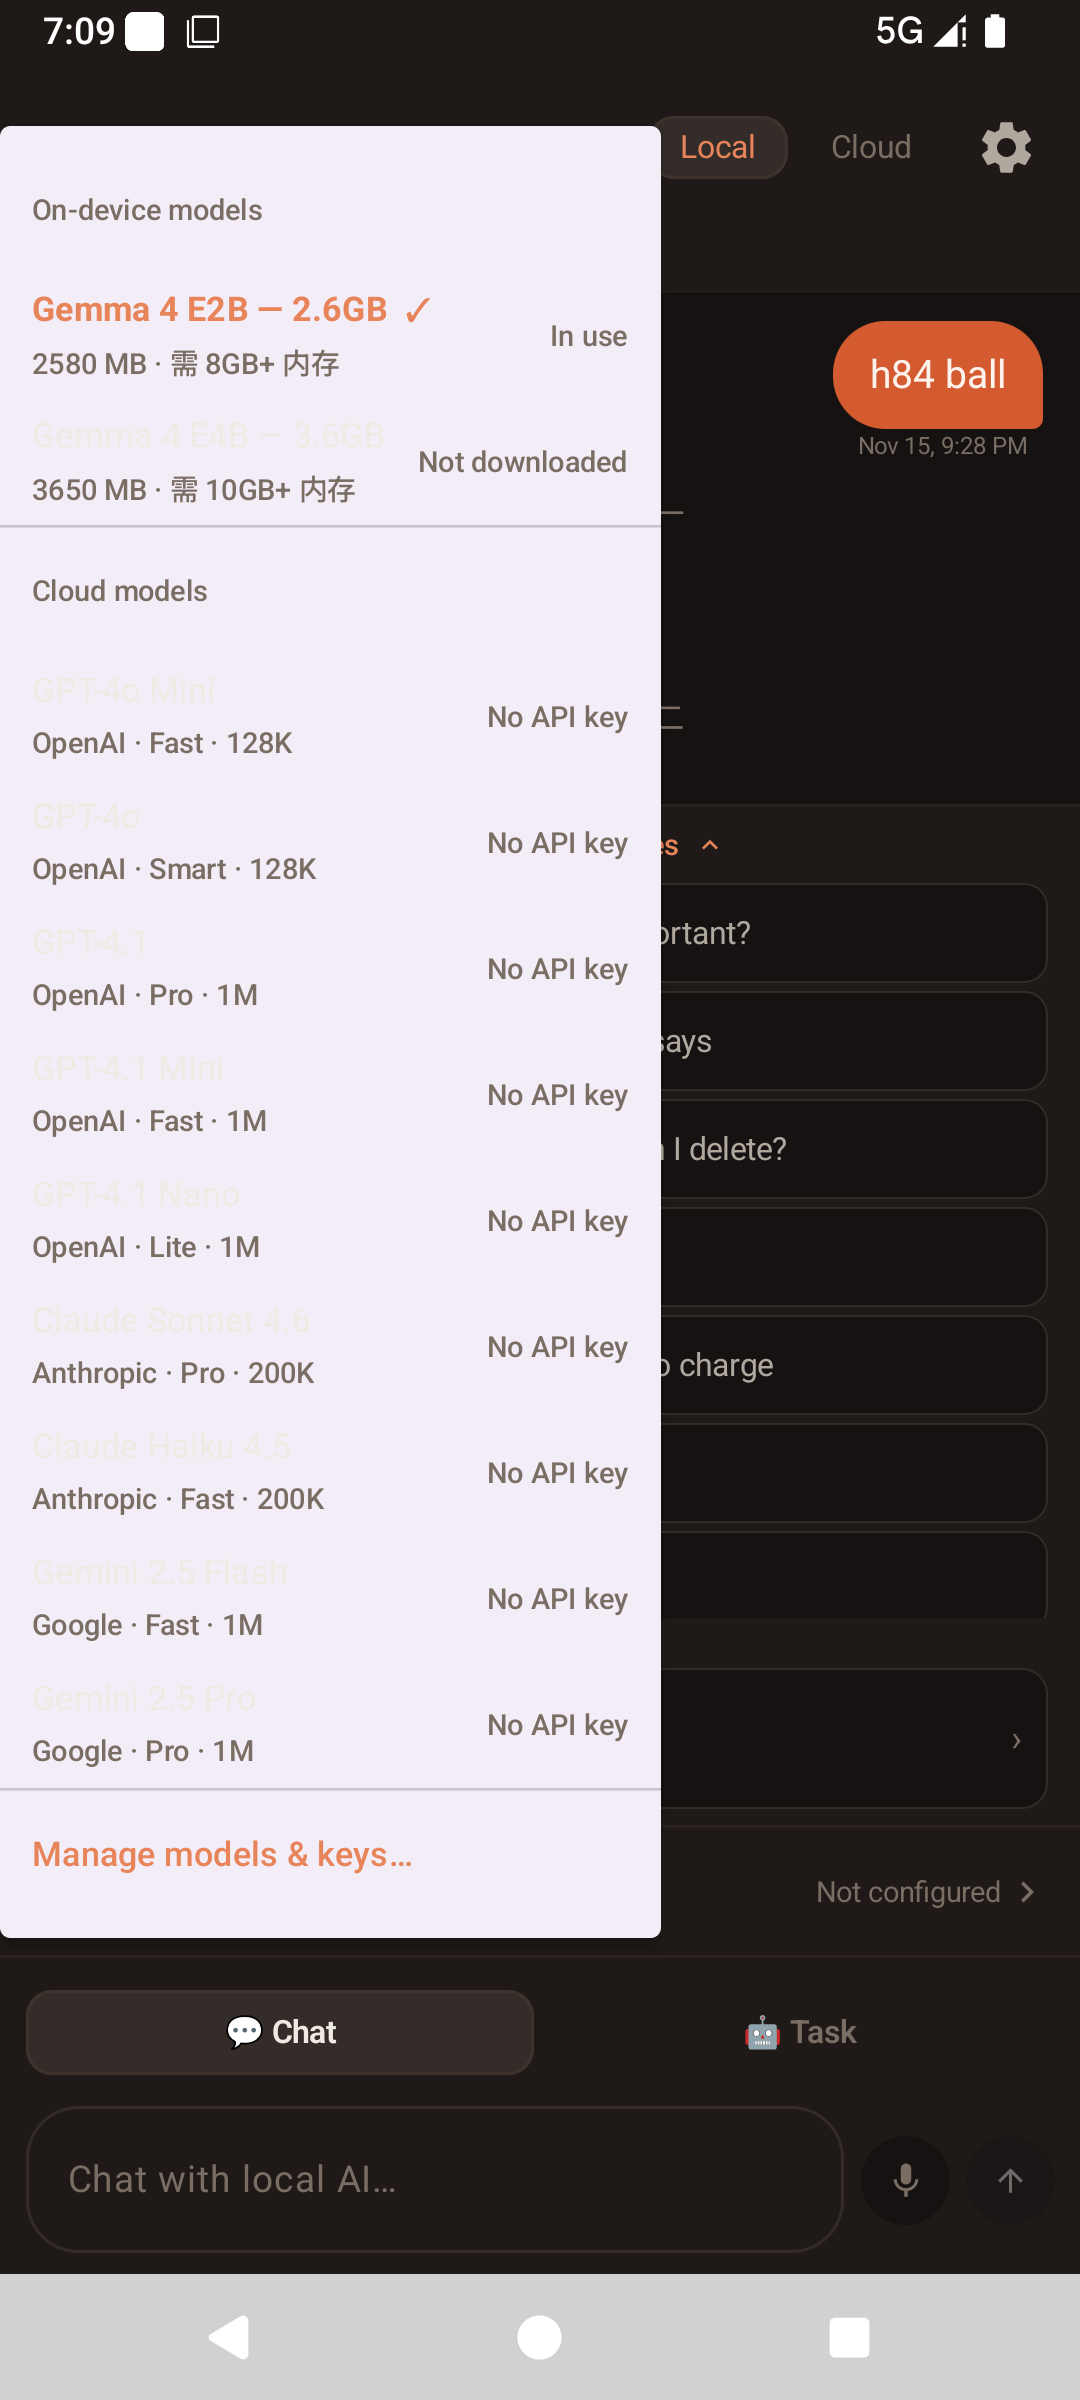 7:09
5G
Local
Cloud
On-device models
Gemma 4 E2B — 2.6GB ✓
2580 MB · 需 8GB+ 内存
In use
Gemma 4 E4B — 3.6GB
3650 MB · 需 10GB+ 内存
Not downloaded
h84 ball
Nov 15, 9:28 PM
Cloud models
GPT-4o Mini
OpenAI · Fast · 128K
No API key
GPT-4o
OpenAI · Smart · 128K
No API key
GPT-4.1
OpenAI · Pro · 1M
No API key
GPT-4.1 Mini
OpenAI · Fast · 1M
No API key
GPT-4.1 Nano
OpenAI · Lite · 1M
No API key
Claude Sonnet 4.6
Anthropic · Pro · 200K
No API key
Claude Haiku 4.5
Anthropic · Fast · 200K
No API key
Gemini 2.5 Flash
Google · Fast · 1M
No API key
Gemini 2.5 Pro
Google · Pro · 1M
No API key
Manage models & keys...
es
ortant?
says
I delete?
o charge
Not configured
💬 Chat
🤖 Task
Chat with local AI...